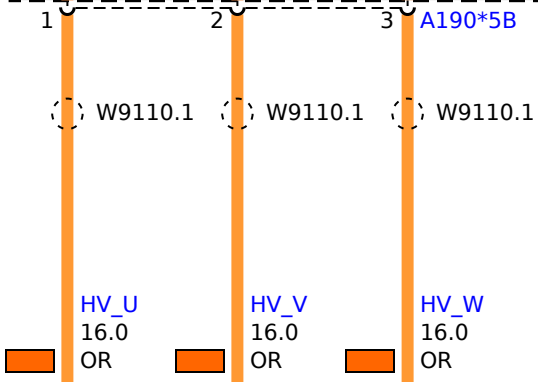 1 2 3 A190*5B
W9110.1 W9110.1 W9110.1
HV_U HV_V HV_W
16.0 16.0 16.0
OR OR OR